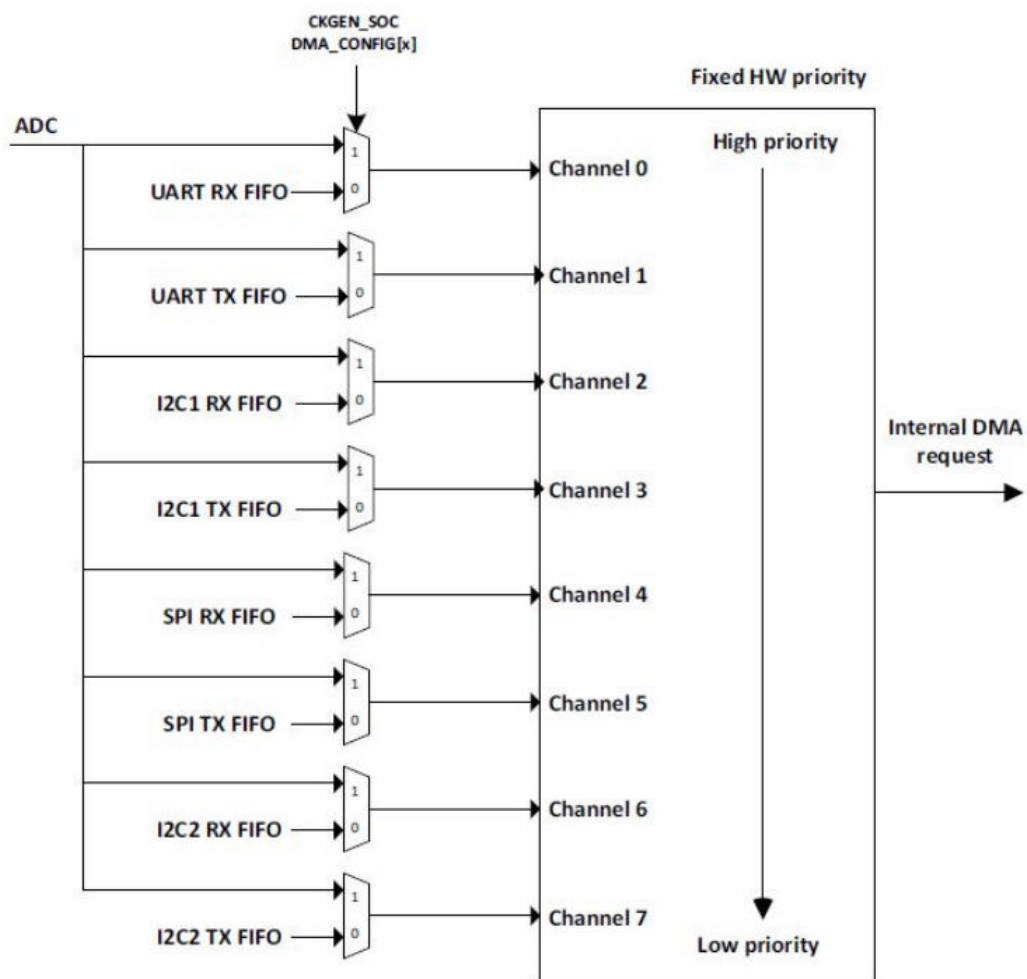 CKGEN_SOC
DMA_CONFIG[x]
Fixed HW priority
ADC
High priority
1
Channel 0
UART RX FIFO
0
1
Channel 1
UART TX FIFO
0
1
Channel 2
I2C1 RX FIFO
0
Internal DMA
request
1
Channel 3
I2C1 TX FIFO
0
1
Channel 4
SPI RX FIFO
0
1
Channel 5
SPI TX FIFO
0
1
Channel 6
I2C2 RX FIFO
0
1
Channel 7
I2C2 TX FIFO
0
Low priority